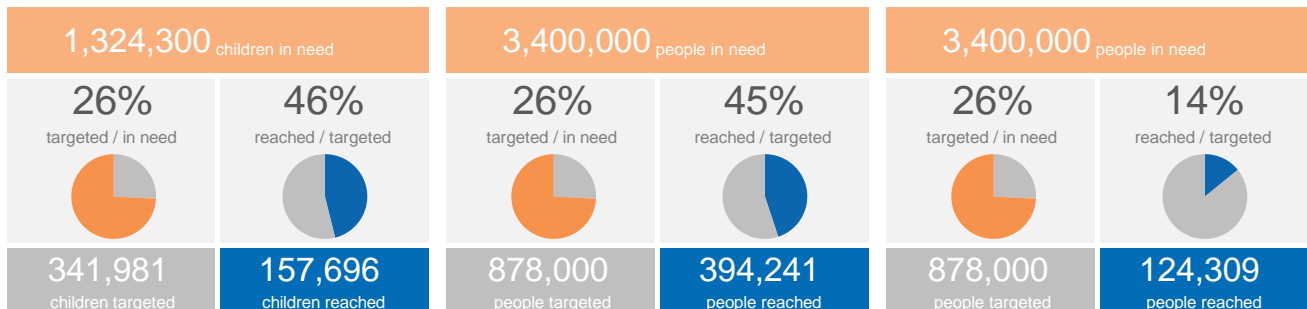 1,324,300 children in need
26%
targeted / in need
46%
reached / targeted
341,981
children targeted
157,696
children reached
3,400,000 people in need
26%
targeted / in need
45%
reached / targeted
878,000
people targeted
394,241
people reached
3,400,000 people in need
26%
targeted / in need
14%
reached / targeted
878,000
people targeted
124,309
people reached